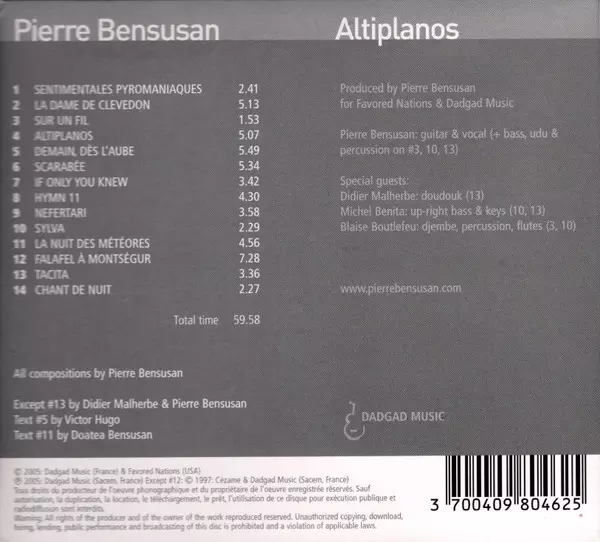 Pierre Bensusan
Altiplanos
1 SENTIMENTALES PYROMANIAQUES 2.41
2 LA DAME DE CLEVEDON 5.13
3 SUR UN FIL 1.53
4 ALTIPLANOS 5.07
5 DEMAIN, DÈS L'AUBE 5.49
6 SCARABÉE 5.34
7 IF ONLY YOU KNEW 3.42
8 HYMN 11 4.30
9 NEFERTARI 3.58
10 SYLVA 2.29
11 LA NUIT DES MÉTÉORES 4.56
12 FALAFEL À MONTSÉGUR 7.28
13 TACITA 3.36
14 CHANT DE NUIT 2.27
Total time 59.58
All compositions by Pierre Bensusan
Except #13 by Didier Malherbe & Pierre Bensusan
Text #5 by Victor Hugo
Text #11 by Doatea Bensusan
Produced by Pierre Bensusan
for Favored Nations & Dadgad Music
Pierre Bensusan: guitar & vocal (+ bass, udu &
percussion on #3, 10, 13)
Special guests:
Didier Malherbe: doudouk (13)
Michel Benita: up-right bass & keys (10, 13)
Blaise Boutlefeu: djembe, percussion, flutes (3, 10)
www.pierrebensusan.com
DADGAD MUSIC
© 2005: Dadgad Music (France) & Favored Nations (USA)
℗ 2005: Dadgad Music (Sacem, France) Except #12: © 1997: Cézame & Dadgad Music (Sacem, France)
Tous droits du producteur de l'oeuvre phonographique et du propriétaire de l'oeuvre enregistrée réservés. Sauf
autorisation, la duplication, la location, le téléchargement, le prêt, l'utilisation de ce disque pour exécution publique et
radiodiffusion sont interdits.
Warning: All rights of the producer and of the owner of the work reproduced reserved. Unauthorized copying, download,
hiring, lending, public performance and broadcasting of this disc is prohibited and a violation of applicable laws.
3 700409 804625